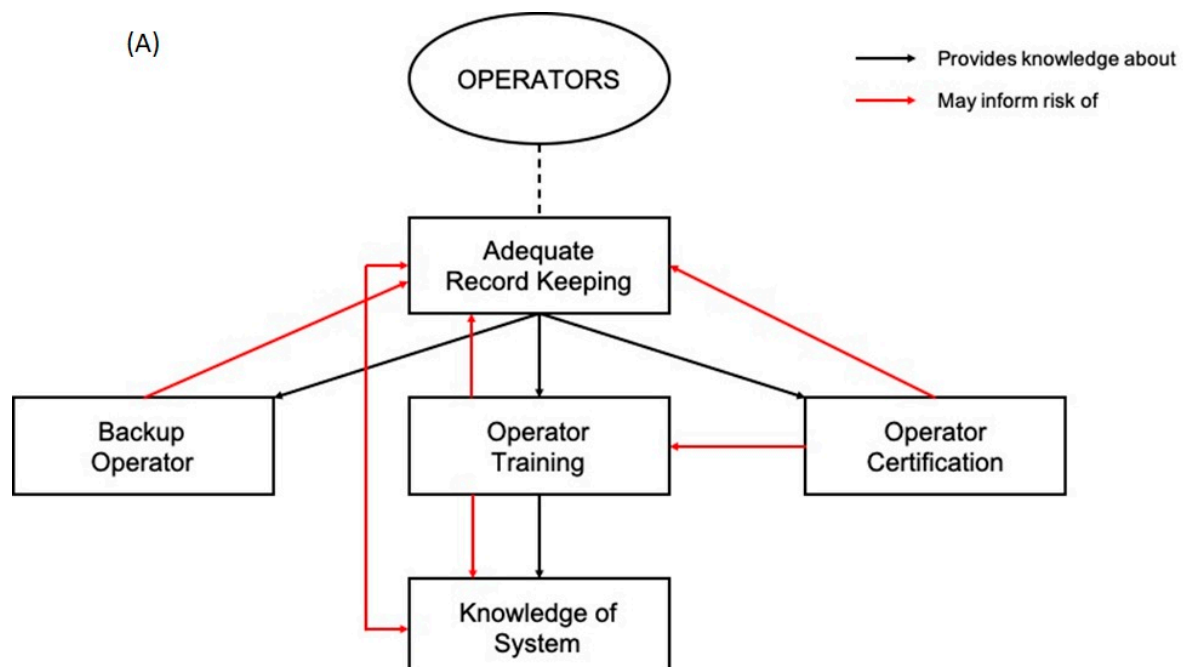 (A)
OPERATORS
Provides knowledge about
May inform risk of
Adequate
Record Keeping
Backup
Operator
Operator
Training
Operator
Certification
Knowledge of
System